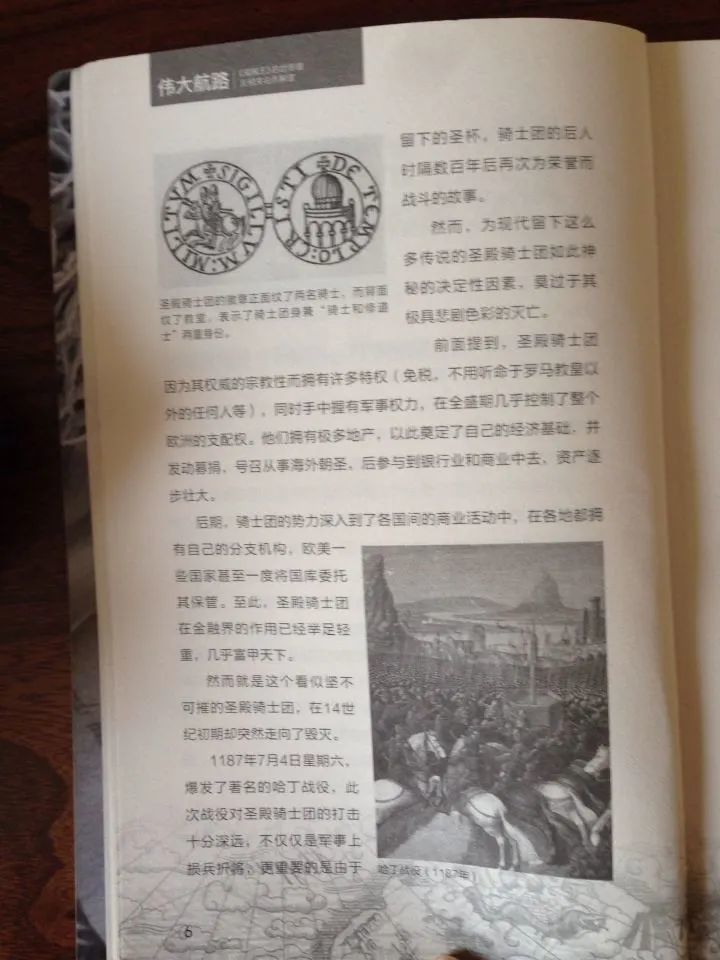 伟大航路
SIGILLVM:MILITVM
DE TEMPLO:CRISTI
圣殿骑士团的徽章正面纹了两名骑士，而背面
纹了教堂，表示了骑士团身兼“骑士和修道
士”两重身份。
留下的圣杯，骑士团的后人
时隔数百年后再次为荣誉而
战斗的故事。
然而，为现代留下这么
多传说的圣殿骑士团如此神
秘的决定性因素，莫过于其
极具悲剧色彩的灭亡。
前面提到，圣殿骑士团
因为其权威的宗教性而拥有许多特权（免税，不用听命于罗马教皇以
外的任何人等），同时手中握有军事权力，在全盛期几乎控制了整个
欧洲的支配权。他们拥有极多地产，以此奠定了自己的经济基础，并
发动募捐，号召从事海外朝圣，后参与到银行业和商业中去，资产逐
步壮大。
后期，骑士团的势力深入到了各国间的商业活动中，在各地都拥
有自己的分支机构，欧美一
些国家甚至一度将国库委托
其保管。至此，圣殿骑士团
在金融界的作用已经举足轻
重，几乎富甲天下。
然而就是这个看似坚不
可摧的圣殿骑士团，在14世
纪初期却突然走向了毁灭。
1187年7月4日星期六，
爆发了著名的哈丁战役，此
次战役对圣殿骑士团的打击
十分深远，不仅仅是军事上
损兵折将，更重要的是由于
哈丁战役（1187年）
6